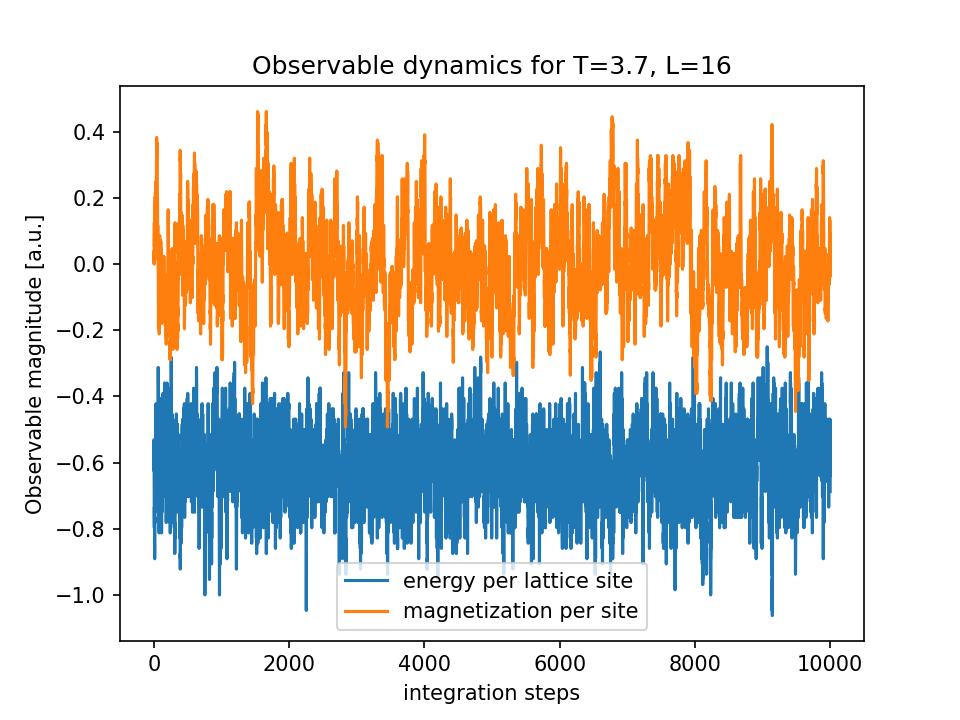 Observable dynamics for T=3.7, L=16
Observable magnitude [a.u.]
0.4
0.2
0.0
−0.2
−0.4
−0.6
−0.8
−1.0
energy per lattice site
magnetization per site
0 2000 4000 6000 8000 10000
integration steps